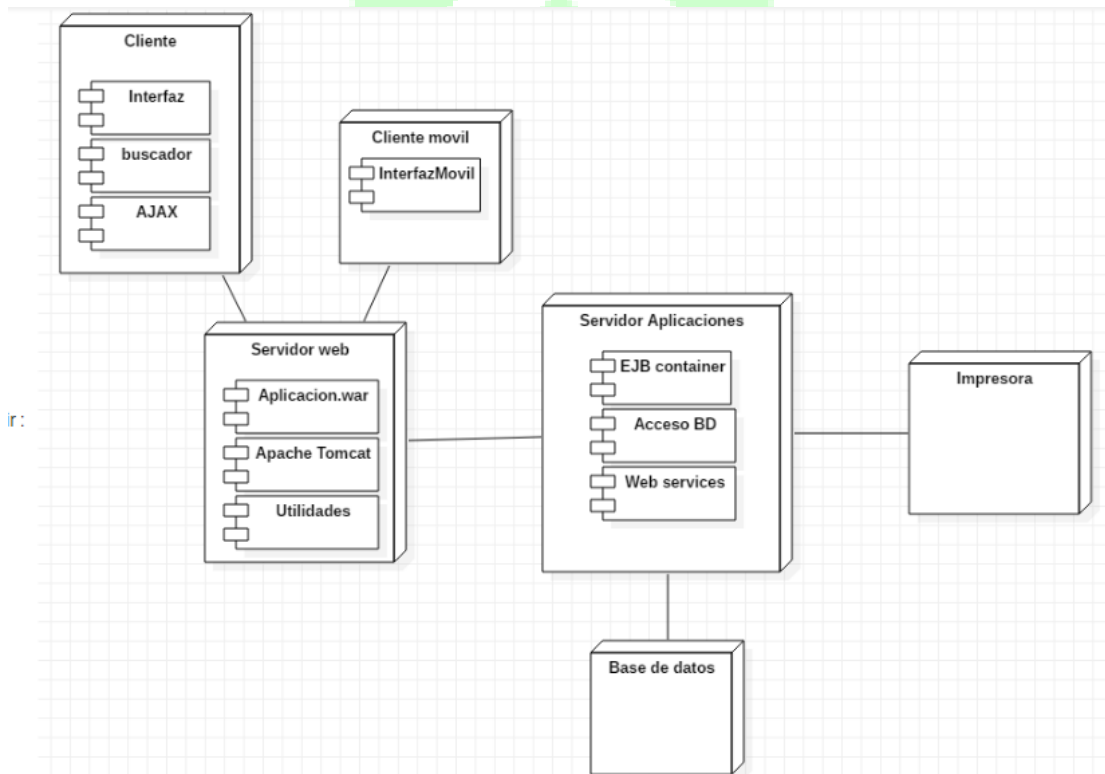 Cliente
Interfaz
buscador
AJAX
Cliente movil
InterfazMovil
Servidor web
Aplicacion.war
Apache Tomcat
Utilidades
Servidor Aplicaciones
EJB container
Acceso BD
Web services
Impresora
Base de datos
ir :